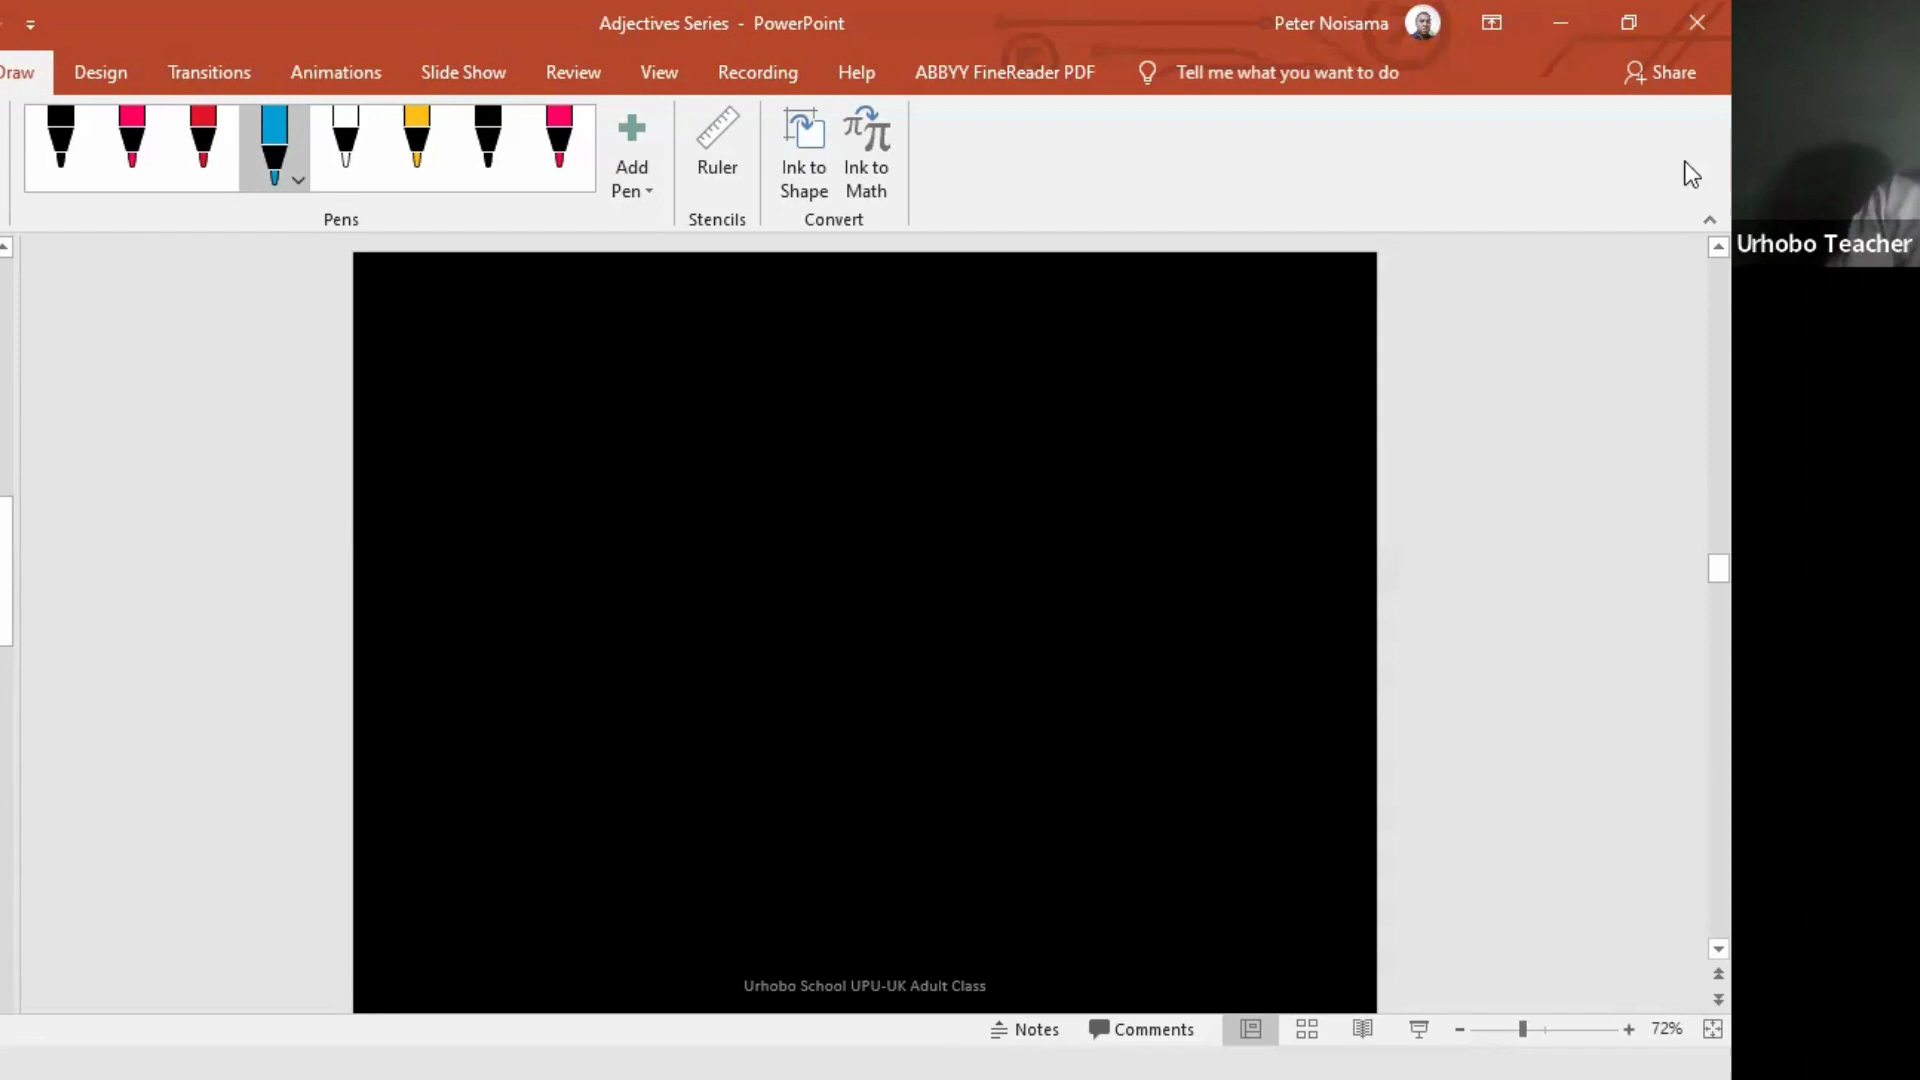 Adjectives Series - PowerPoint
Peter Noisama
Draw Design Transitions Animations Slide Show Review View Recording Help ABBYY FineReader PDF Tell me what you want to do Share
Add Pen
Ruler
Ink to Shape
Ink to Math
Pens
Stencils
Convert
Urhobo Teacher
Urhobo School UPU-UK Adult Class
Notes Comments 72%